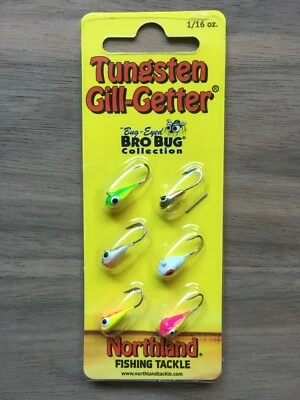 1/16 oz.
Tungsten
Gill-Getter®
"Bug-Eyed
BRO BUG®
Collection
Northland®
FISHING TACKLE
www.northlandtackle.com